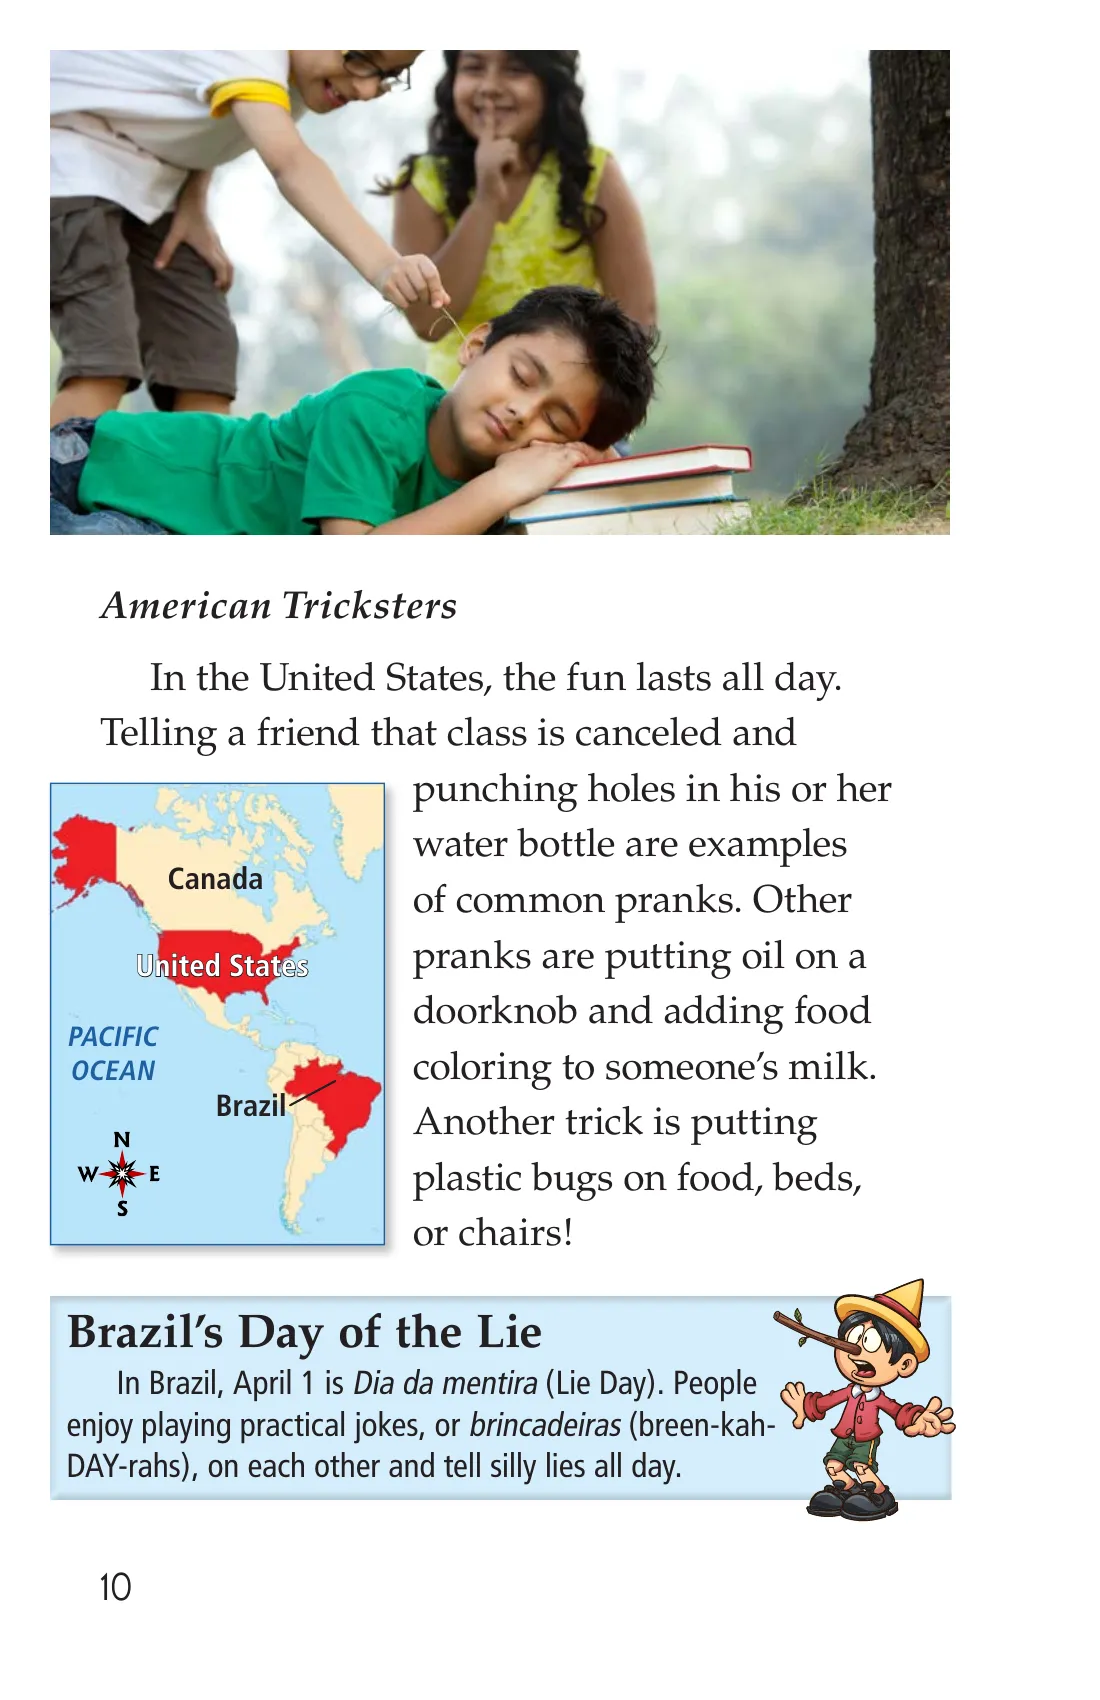 American Tricksters
In the United States, the fun lasts all day.
Telling a friend that class is canceled and
punching holes in his or her
water bottle are examples
of common pranks. Other
pranks are putting oil on a
doorknob and adding food
coloring to someone’s milk.
Another trick is putting
plastic bugs on food, beds,
or chairs!
Canada
United States
PACIFIC
OCEAN
Brazil
N
W E
S
Brazil’s Day of the Lie
In Brazil, April 1 is Dia da mentira (Lie Day). People
enjoy playing practical jokes, or brincadeiras (breen-kah-
DAY-rahs), on each other and tell silly lies all day.
10